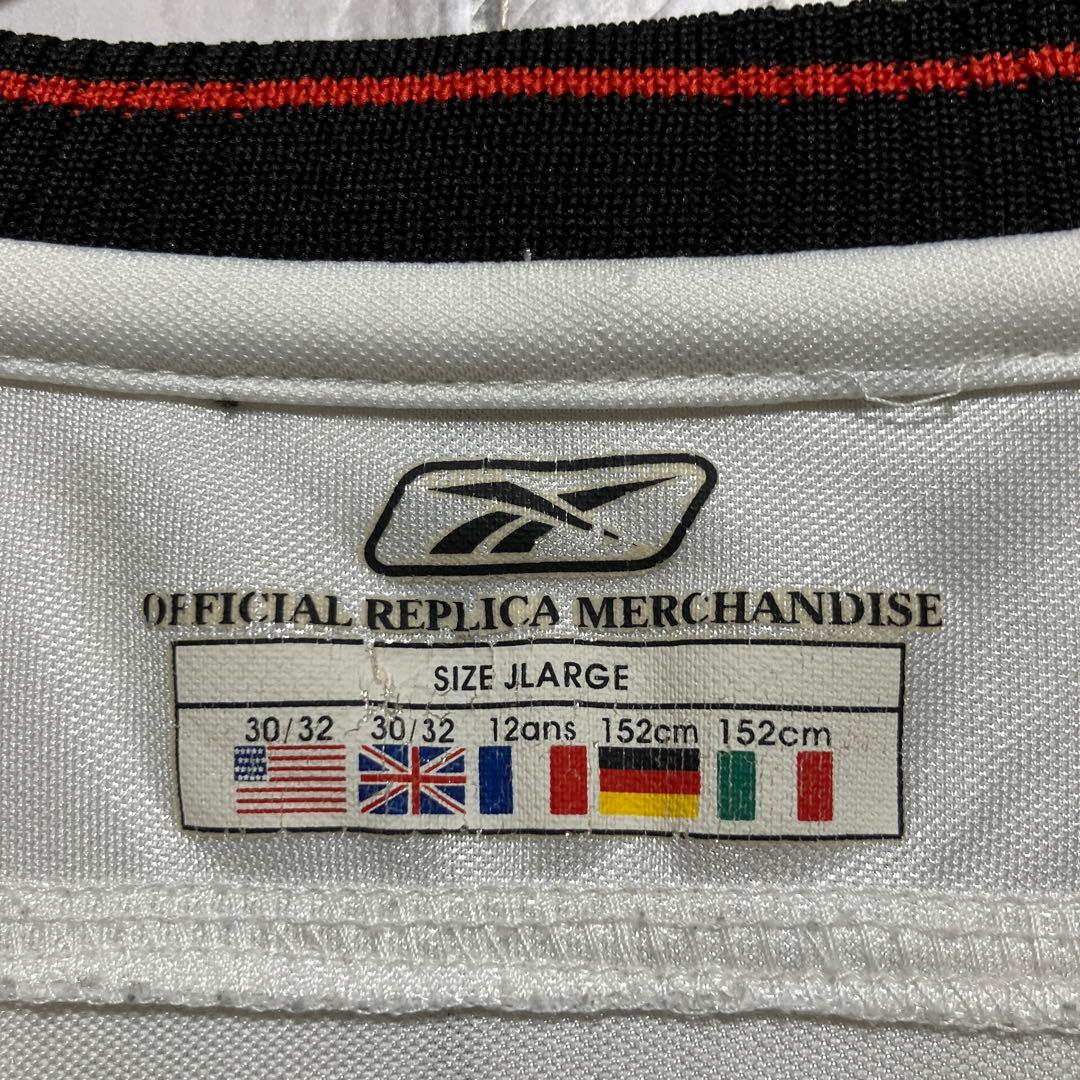 OFFICIAL REPLICA MERCHANDISE
SIZE JLARGE
30/32 30/32 12ans 152cm 152cm